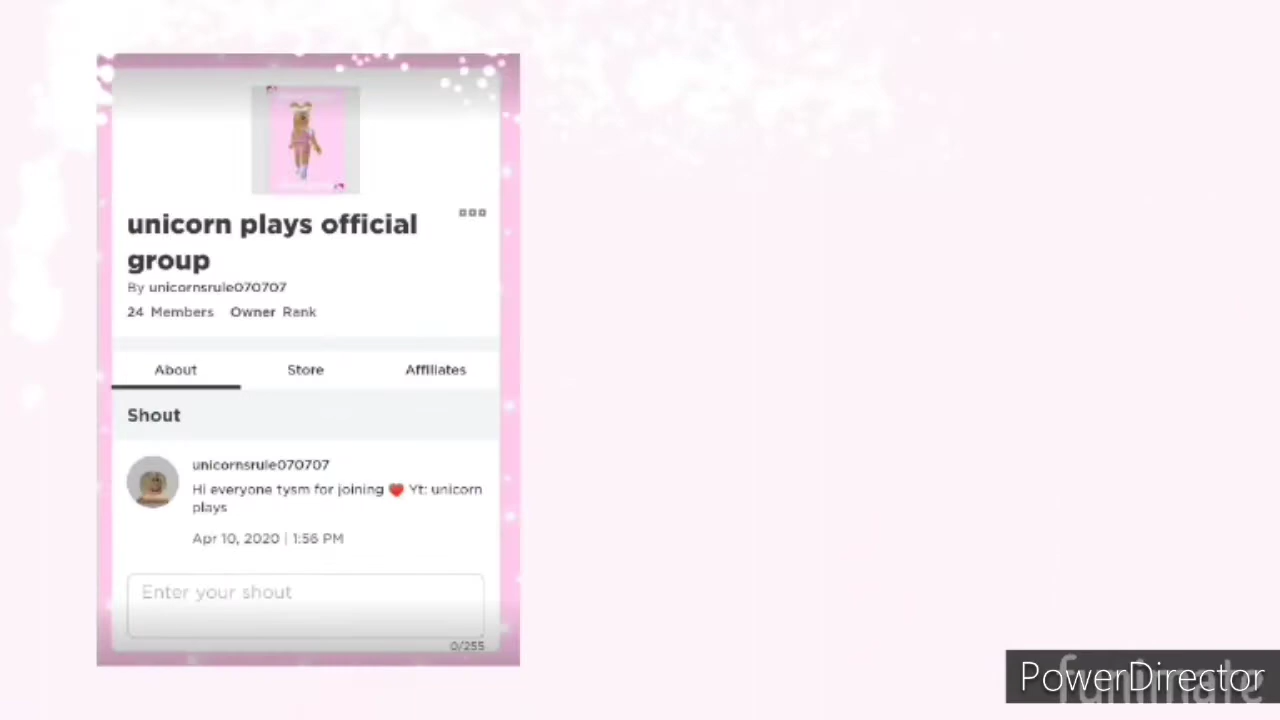 unicorn plays official
group
By unicornsrule070707
24 Members Owner Rank
About Store Affiliates
Shout
unicornsrule070707
Hi everyone tysm for joining ❤️ Yt: unicorn
plays
Apr 10, 2020 | 1:56 PM
Enter your shout
0/255
PowerDirector
funimate